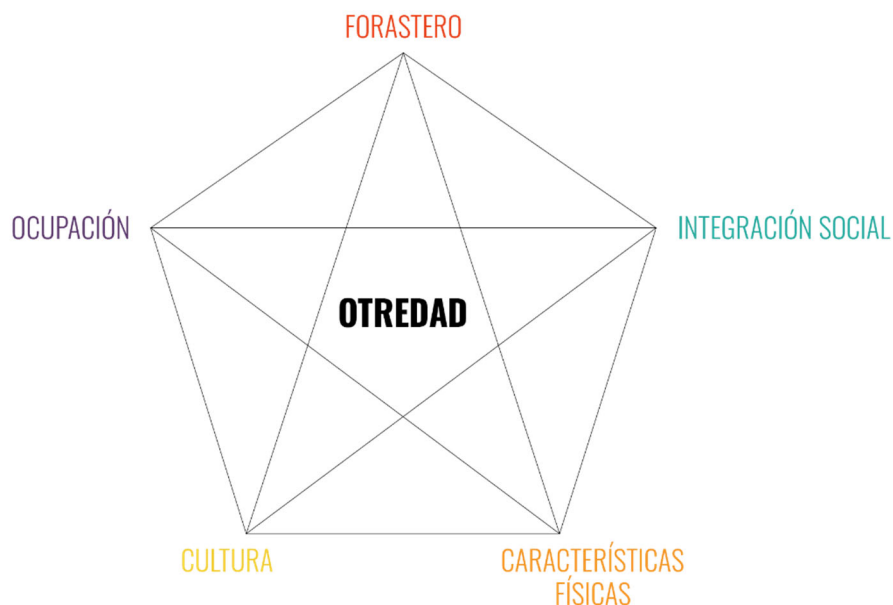 FORASTERO
OCUPACIÓN
INTEGRACIÓN SOCIAL
OTREDAD
CULTURA
CARACTERÍSTICAS
FÍSICAS